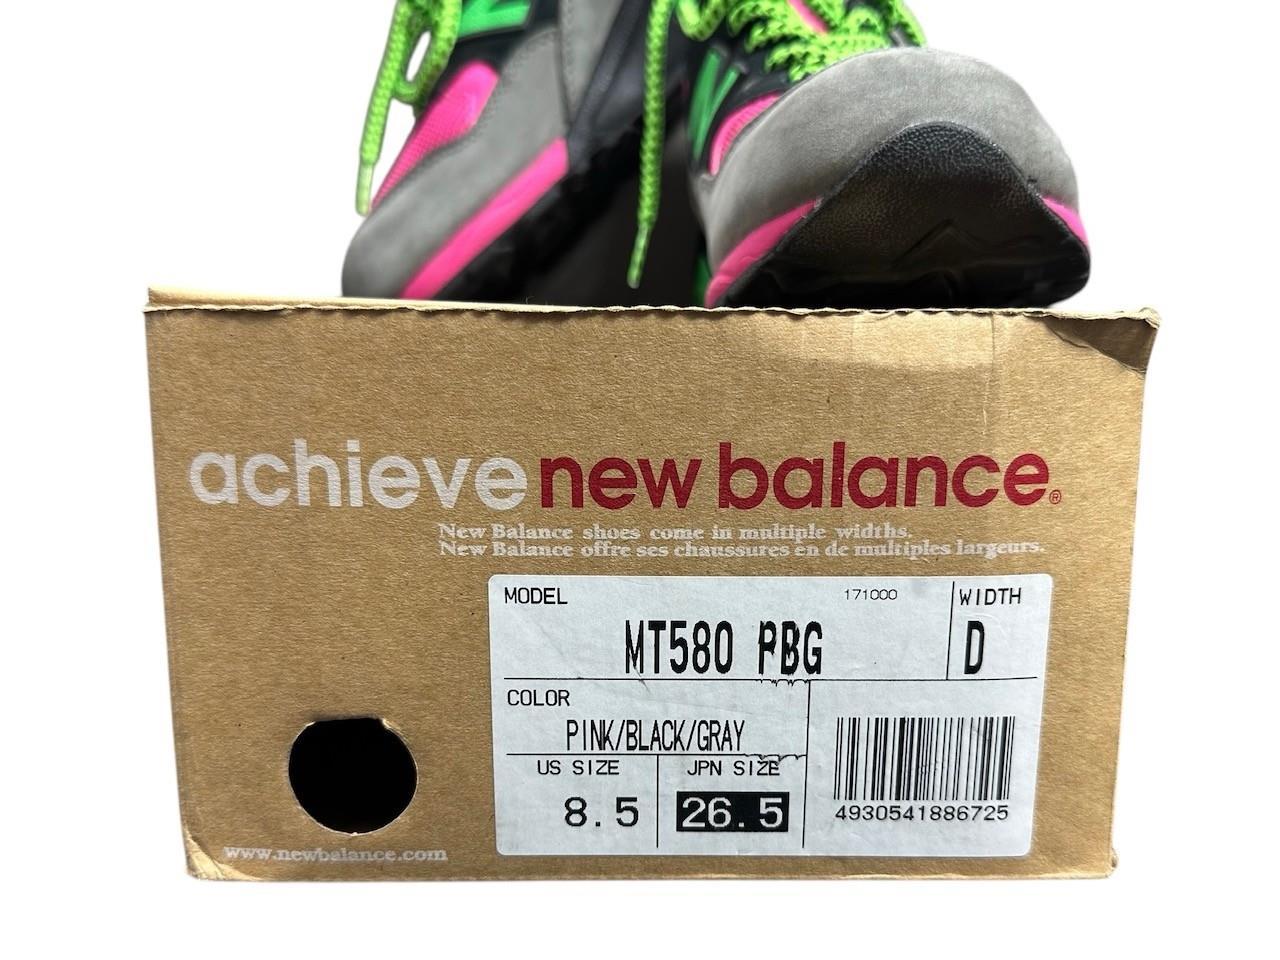 achieve new balance®
New Balance shoes come in multiple widths.
New Balance offre ses chaussures en de multiples largeurs.
MODEL 171000 WIDTH
MT580 PBG D
COLOR
PINK/BLACK/GRAY
US SIZE JPN SIZE
8.5 26.5
4930541886725
www.newbalance.com
N
N